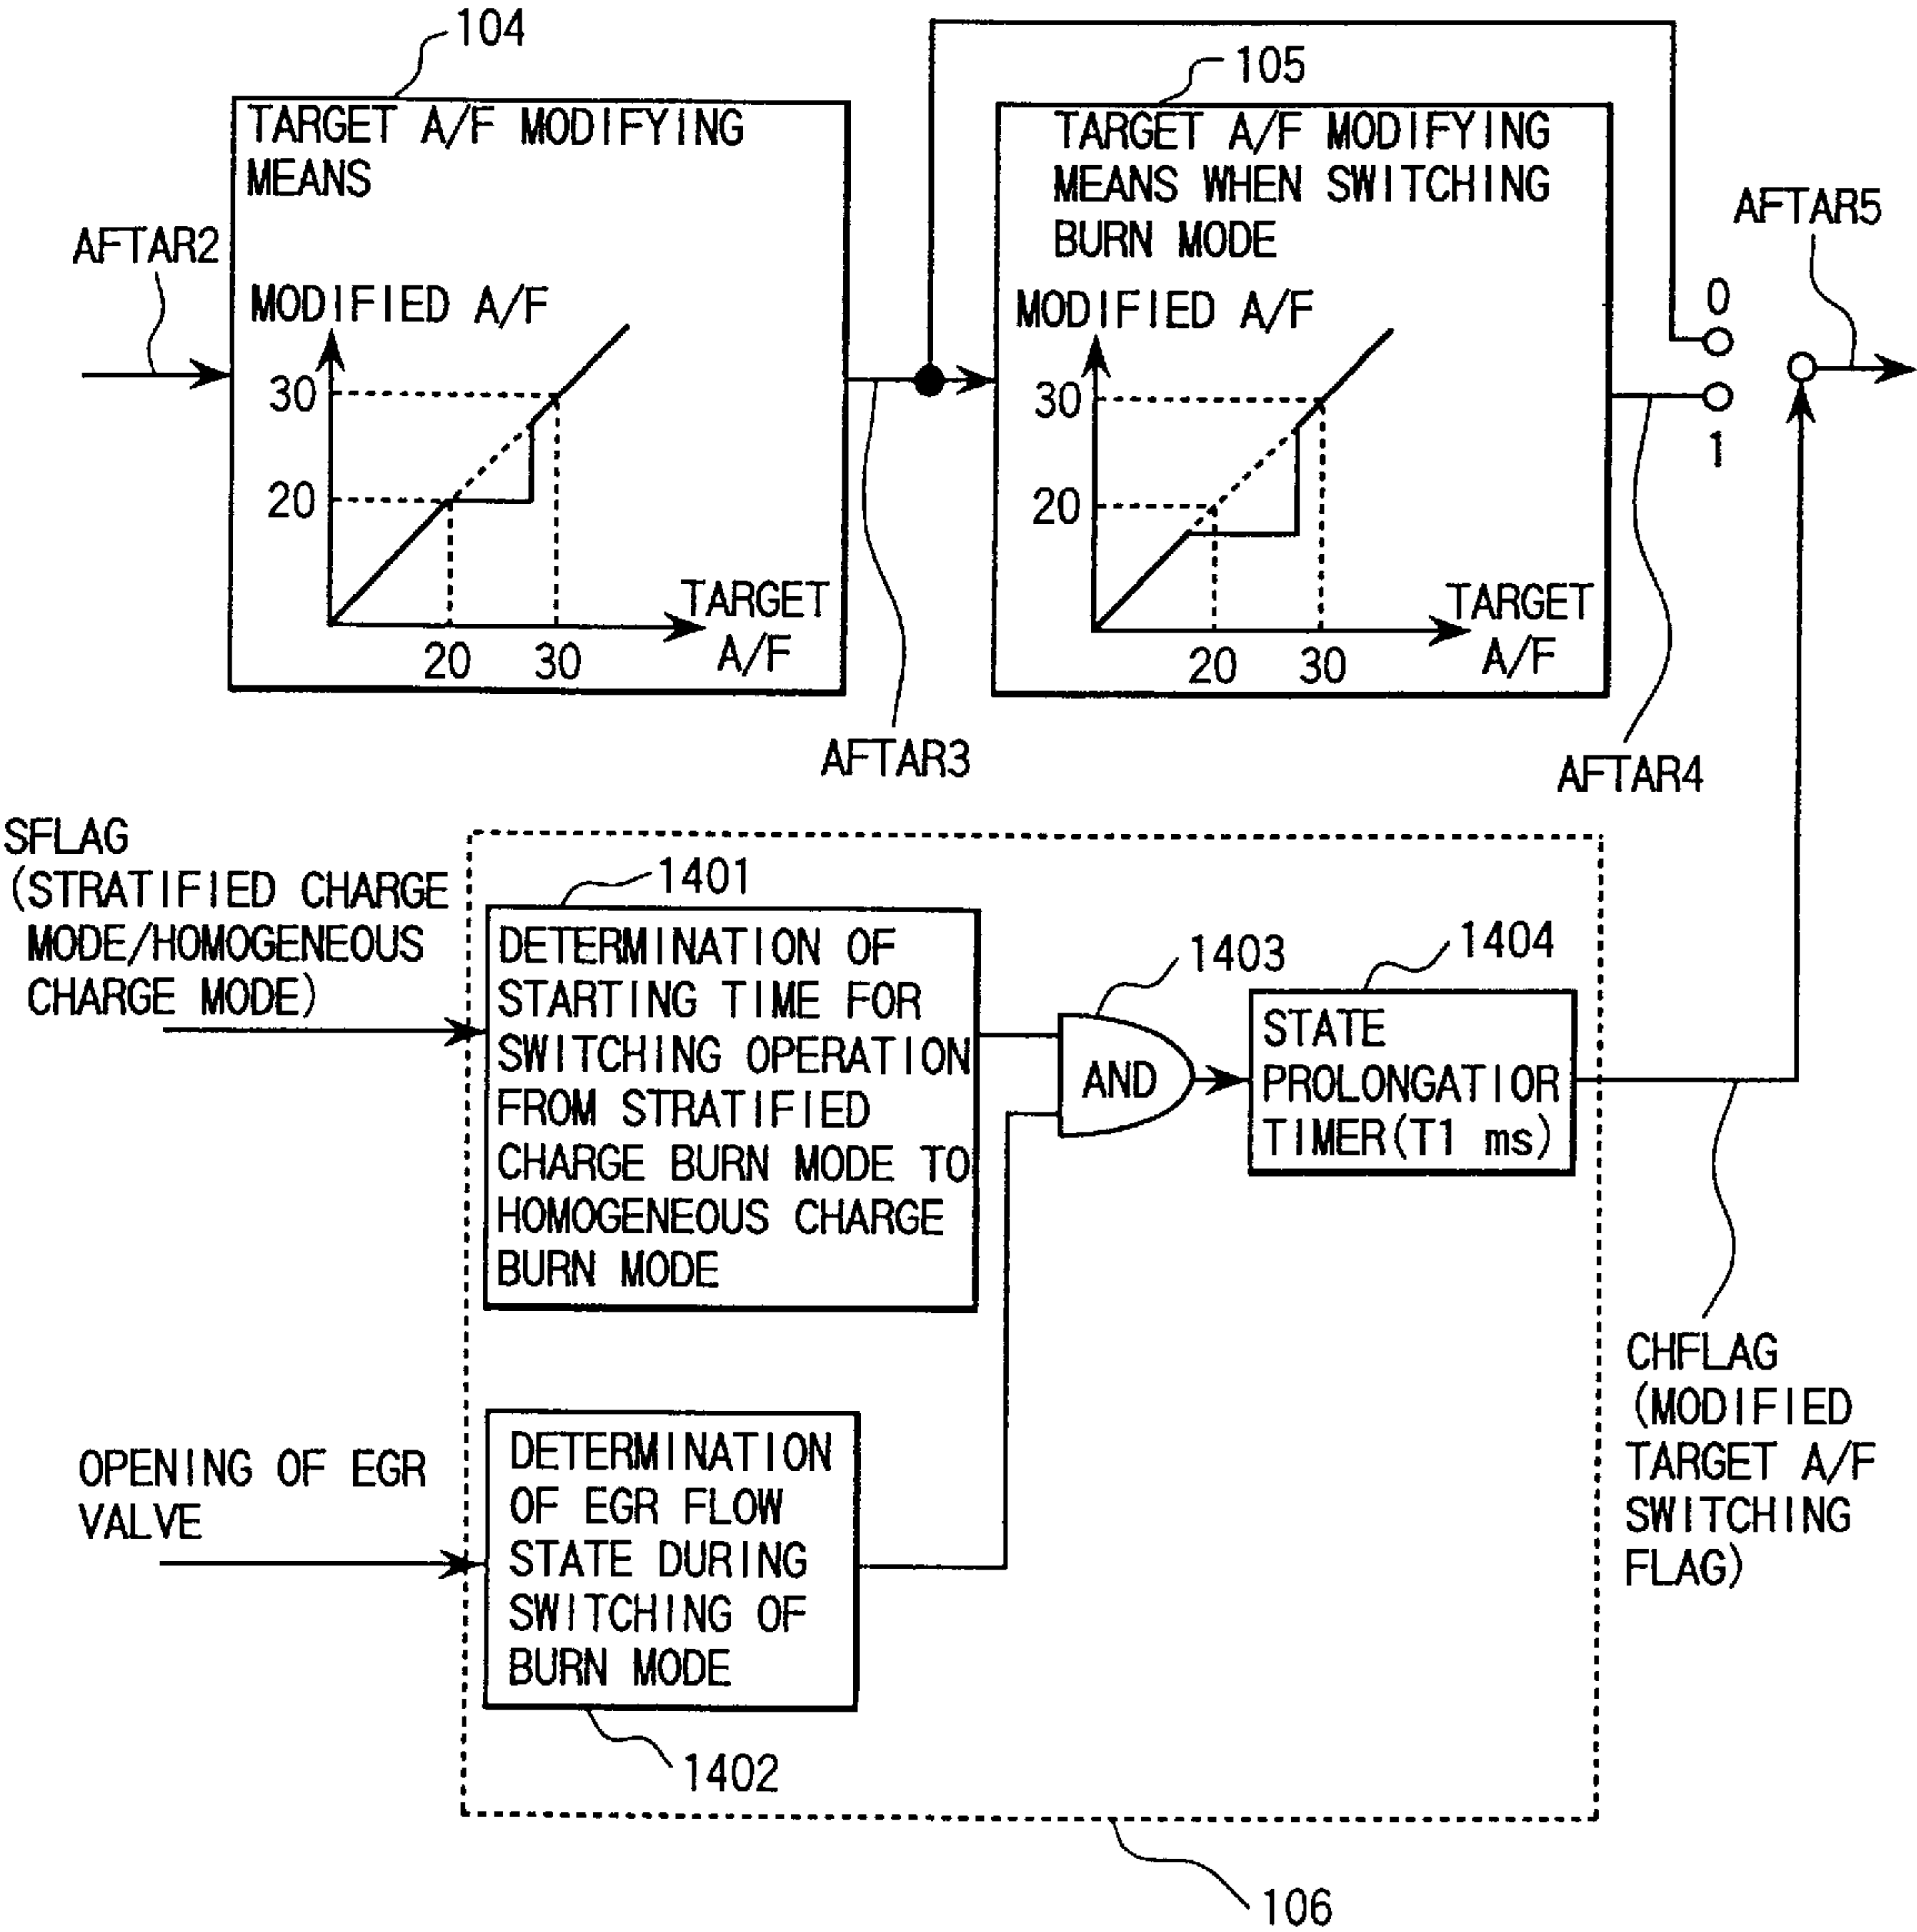 104
TARGET A/F MODIFYING
MEANS
AFTAR2
MODIFIED A/F
30
20
20
30
TARGET
A/F
AFTAR3
105
TARGET A/F MODIFYING
MEANS WHEN SWITCHING
BURN MODE
MODIFIED A/F
30
20
20
30
TARGET
A/F
AFTAR4
0
1
AFTAR5
SFLAG
(STRATIFIED CHARGE
MODE/HOMOGENEOUS
CHARGE MODE)
1401
DETERMINATION OF
STARTING TIME FOR
SWITCHING OPERATION
FROM STRATIFIED
CHARGE BURN MODE TO
HOMOGENEOUS CHARGE
BURN MODE
1403
AND
1404
STATE
PROLONGATIOR
TIMER(T1 ms)
OPENING OF EGR
VALVE
DETERMINATION
OF EGR FLOW
STATE DURING
SWITCHING OF
BURN MODE
1402
CHFLAG
(MODIFIED
TARGET A/F
SWITCHING
FLAG)
106